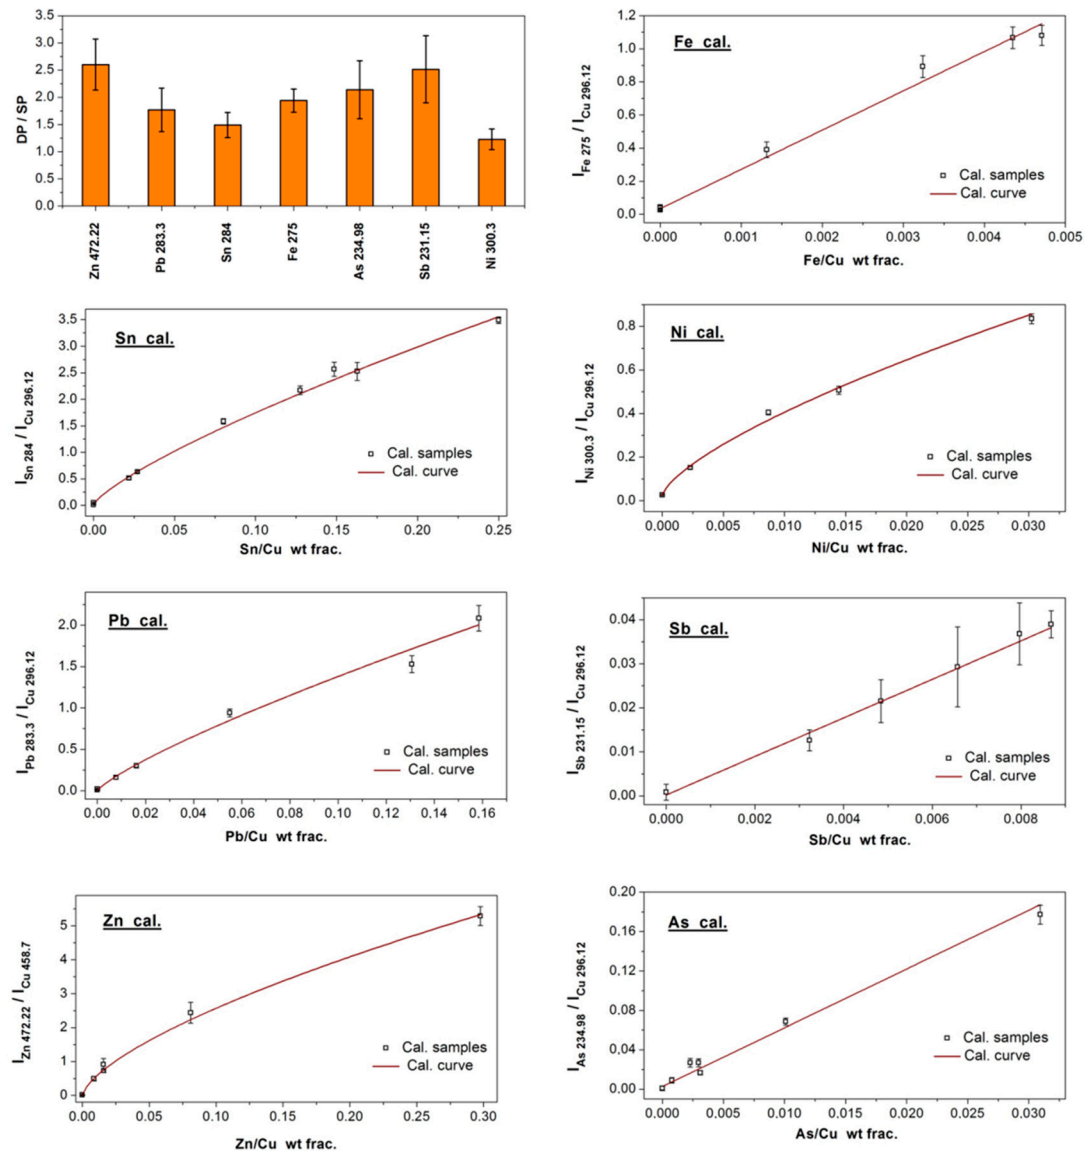 DP / SP
3.5
3.0
2.5
2.0
1.5
1.0
0.5
0.0
Zn 472.22
Pb 283.3
Sn 284
Fe 275
As 234.98
Sb 231.15
Ni 300.3
Fe cal.
I Fe 275 / I Cu 296.12
1.2
1.0
0.8
0.6
0.4
0.2
0.0
Cal. samples
Cal. curve
0.000 0.001 0.002 0.003 0.004 0.005
Fe/Cu wt frac.
Sn cal.
I Sn 284 / I Cu 296.12
3.5
3.0
2.5
2.0
1.5
1.0
0.5
0.0
Cal. samples
Cal. curve
0.00 0.05 0.10 0.15 0.20 0.25
Sn/Cu wt frac.
Ni cal.
I Ni 300.3 / I Cu 296.12
0.8
0.6
0.4
0.2
0.0
Cal. samples
Cal. curve
0.000 0.005 0.010 0.015 0.020 0.025 0.030
Ni/Cu wt frac.
Pb cal.
I Pb 283.3 / I Cu 296.12
2.0
1.5
1.0
0.5
0.0
Cal. samples
Cal. curve
0.00 0.02 0.04 0.06 0.08 0.10 0.12 0.14 0.16
Pb/Cu wt frac.
Sb cal.
I Sb 231.15 / I Cu 296.12
0.04
0.03
0.02
0.01
0.00
Cal. samples
Cal. curve
0.000 0.002 0.004 0.006 0.008
Sb/Cu wt frac.
Zn cal.
I Zn 472.22 / I Cu 458.7
5
4
3
2
1
0
Cal. samples
Cal. curve
0.00 0.05 0.10 0.15 0.20 0.25 0.30
Zn/Cu wt frac.
As cal.
I As 234.98 / I Cu 296.12
0.20
0.16
0.12
0.08
0.04
0.00
Cal. samples
Cal. curve
0.000 0.005 0.010 0.015 0.020 0.025 0.030
As/Cu wt frac.